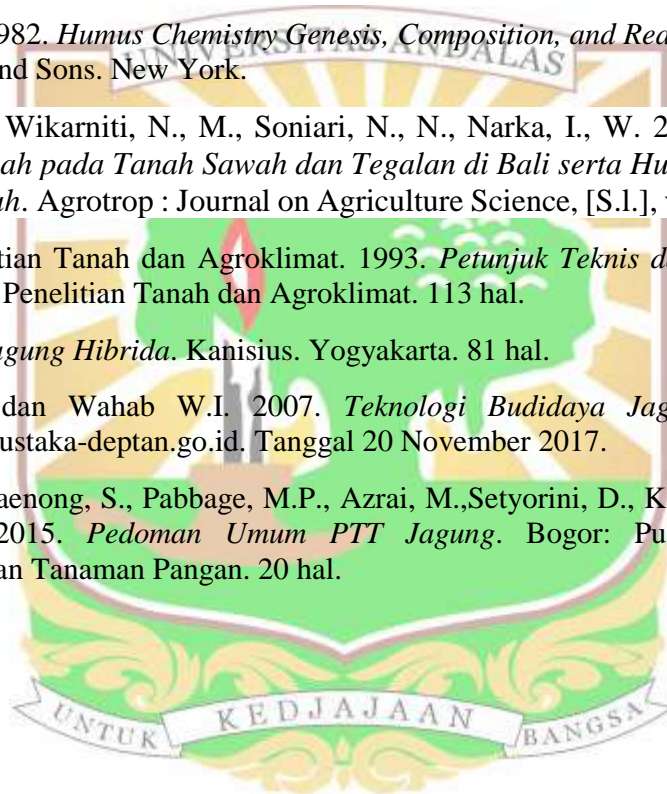 982. Humus Chemistry Genesis, Composition, and Rea
nd Sons. New York.
UNIVERSITAS ANDALAS
Wikarniti, N., M., Soniari, N., N., Narka, I., W. 2
ah pada Tanah Sawah dan Tegalan di Bali serta Hu
uh. Agrotrop : Journal on Agriculture Science, [S.l.], v
tian Tanah dan Agroklimat. 1993. Petunjuk Teknis da
Penelitian Tanah dan Agroklimat. 113 hal.
agung Hibrida. Kanisius. Yogyakarta. 81 hal.
dan Wahab W.I. 2007. Teknologi Budidaya Jag
ustaka-deptan.go.id. Tanggal 20 November 2017.
aenong, S., Pabbage, M.P., Azrai, M.,Setyorini, D., K
2015. Pedoman Umum PTT Jagung. Bogor: Pu
an Tanaman Pangan. 20 hal.
UNTUK KEDJAJAAN BANGSA